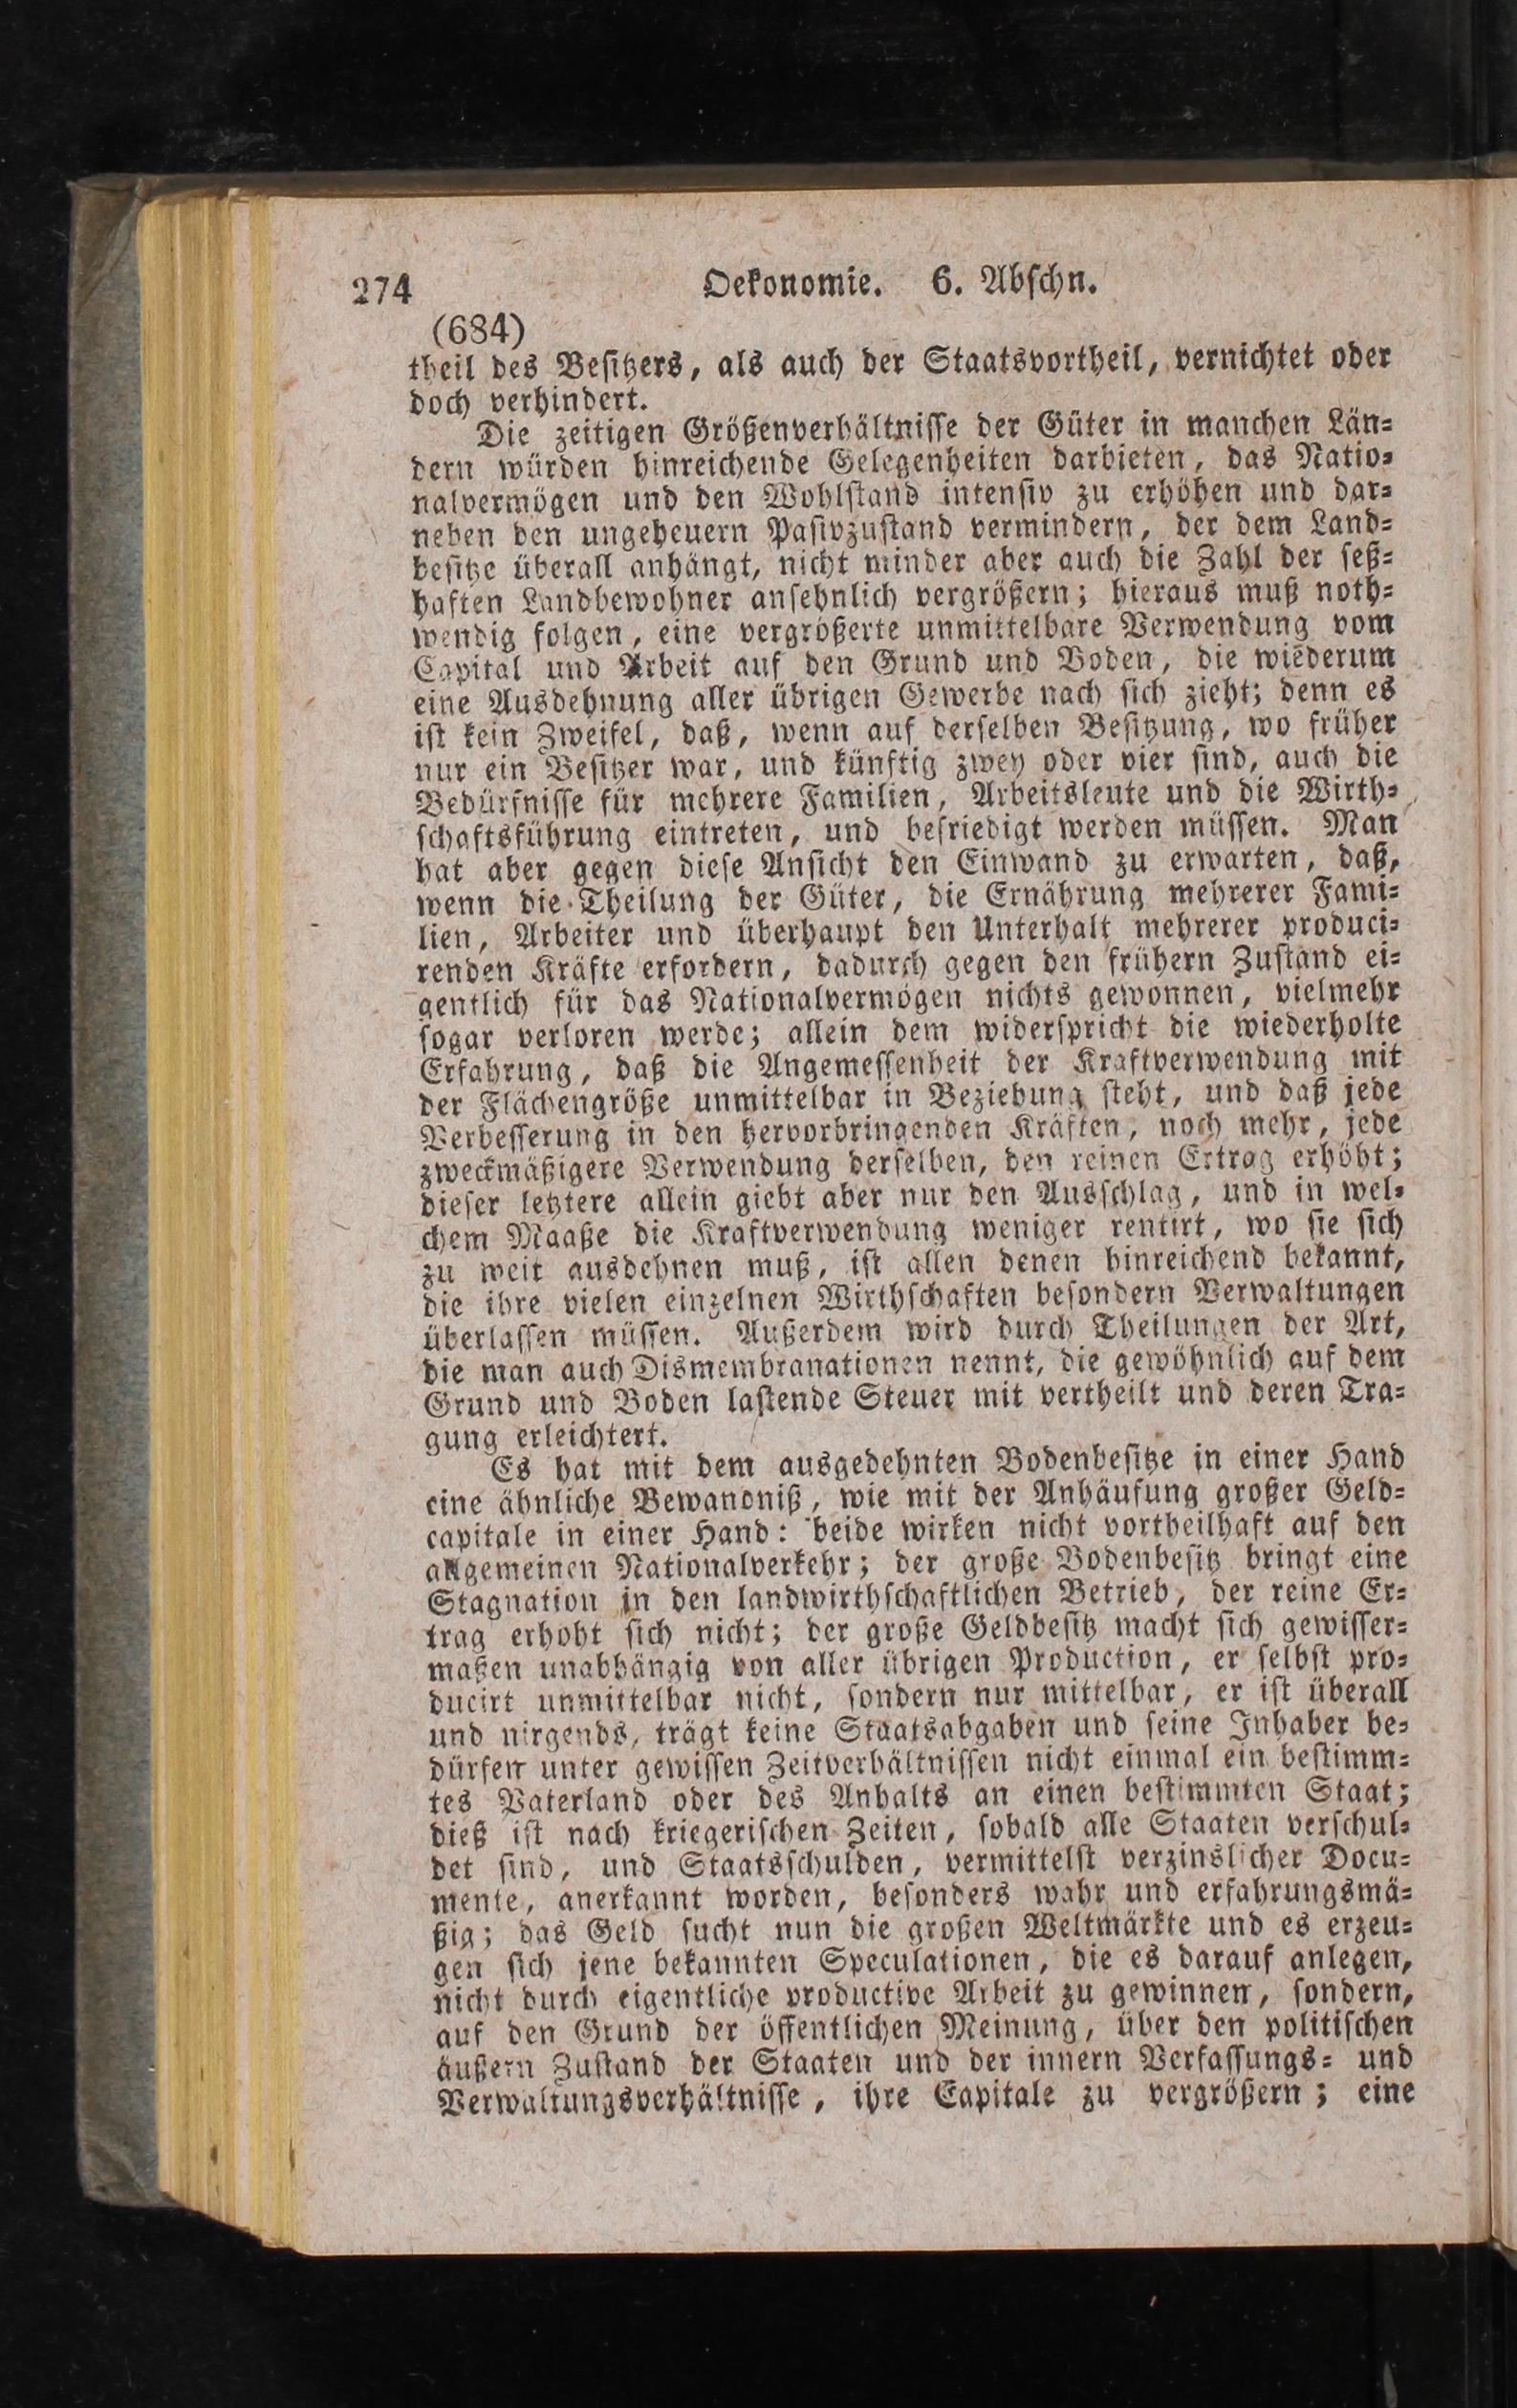 274 Oekonomie. 6. Abschn.
(684)
theil des Besitzers, als auch der Staatsvortheil, vernichtet oder
doch verhindert.
Die zeitigen Größenverhältnisse der Güter in manchen Län-
dern würden hinreichende Gelegenheiten darbieten, das Natio-
nalvermögen und den Wohlstand intensiv zu erhöhen und dar-
neben den ungeheuern Pasivzustand vermindern, der dem Land-
besitze überall anhängt, nicht minder aber auch die Zahl der seß-
haften Landbewohner ansehnlich vergrößern; hieraus muß noth-
wendig folgen, eine vergrößerte unmittelbare Verwendung vom
Capital und Arbeit auf den Grund und Boden, die wiederum
eine Ausdehnung aller übrigen Gewerbe nach sich zieht; denn es
ist kein Zweifel, daß, wenn auf derselben Besitzung, wo früher
nur ein Besitzer war, und künftig zwey oder vier sind, auch die
Bedürfnisse für mehrere Familien, Arbeitsleute und die Wirth-
schaftsführung eintreten, und befriedigt werden müssen. Man
hat aber gegen diese Ansicht den Einwand zu erwarten, daß,
wenn die Theilung der Güter, die Ernährung mehrerer Fami-
lien, Arbeiter und überhaupt den Unterhalt mehrerer produci-
renden Kräfte erfordern, dadurch gegen den frühern Zustand ei-
gentlich für das Nationalvermögen nichts gewonnen, vielmehr
sogar verloren werde; allein dem widerspricht die wiederholte
Erfahrung, daß die Angemessenheit der Kraftverwendung mit
der Flächengröße unmittelbar in Beziehung steht, und daß jede
Verbesserung in den hervorbringenden Kräften, noch mehr, jede
zweckmäßigere Verwendung derselben, den reinen Ertrag erhöht;
dieser letztere allein giebt aber nur den Ausschlag, und in wel-
chem Maaße die Kraftverwendung weniger rentirt, wo sie sich
zu weit ausdehnen muß, ist allen denen hinreichend bekannt,
die ihre vielen einzelnen Wirthschaften besondern Verwaltungen
überlassen müssen. Außerdem wird durch Theilungen der Art,
die man auch Dismembranationen nennt, die gewöhnlich auf dem
Grund und Boden lastende Steuer mit vertheilt und deren Tra-
gung erleichtert.
Es hat mit dem ausgedehnten Bodenbesitze in einer Hand
eine ähnliche Bewandniß, wie mit der Anhäufung großer Geld-
capitale in einer Hand: beide wirken nicht vortheilhaft auf den
allgemeinen Nationalverkehr; der große Bodenbesitz bringt eine
Stagnation in den landwirthschaftlichen Betrieb, der reine Er-
trag erhoht sich nicht; der große Geldbesitz macht sich gewisser-
maßen unabhängig von aller übrigen Production, er selbst pro-
ducirt unmittelbar nicht, sondern nur mittelbar, er ist überall
und nirgends, trägt keine Staatsabgaben und seine Inhaber be-
dürfen unter gewissen Zeitverhältnissen nicht einmal ein bestimm-
tes Vaterland oder des Anhalts an einen bestimmten Staat;
dieß ist nach kriegerischen Zeiten, sobald alle Staaten verschul-
det sind, und Staatsschulden, vermittelst verzinslicher Docu-
mente, anerkannt worden, besonders wahr und erfahrungsmä-
ßig; das Geld sucht nun die großen Weltmärkte und es erzeu-
gen sich jene bekannten Speculationen, die es darauf anlegen,
nicht durch eigentliche productive Arbeit zu gewinnen, sondern,
auf den Grund der öffentlichen Meinung, über den politischen
äußern Zustand der Staaten und der innern Verfassungs- und
Verwaltungsverhältnisse, ihre Capitale zu vergrößern; eine